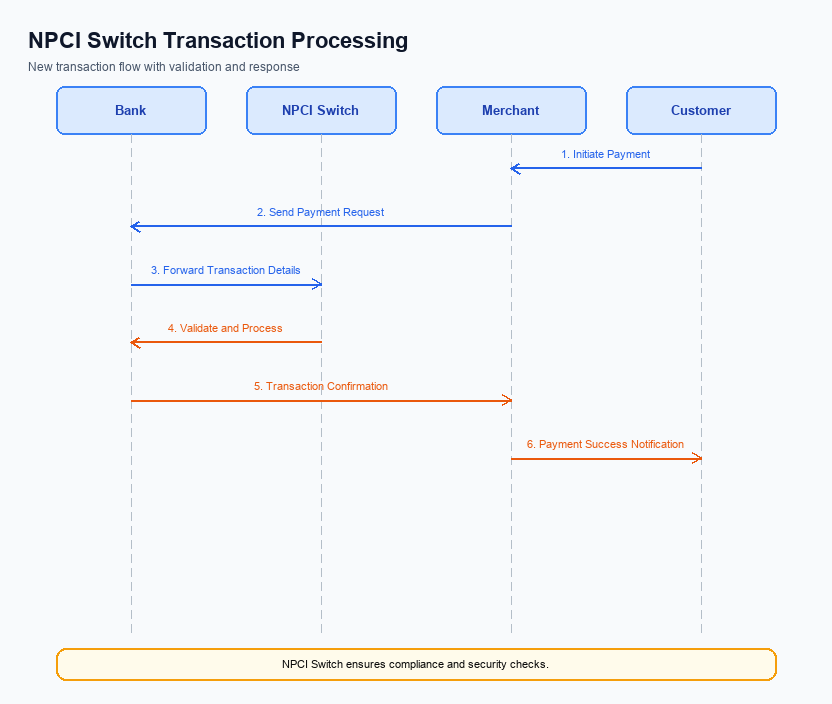 NPCI Switch Transaction Processing
New transaction flow with validation and response
Bank
NPCI Switch
Merchant
Customer
1. Initiate Payment
2. Send Payment Request
3. Forward Transaction Details
4. Validate and Process
5. Transaction Confirmation
6. Payment Success Notification
NPCI Switch ensures compliance and security checks.